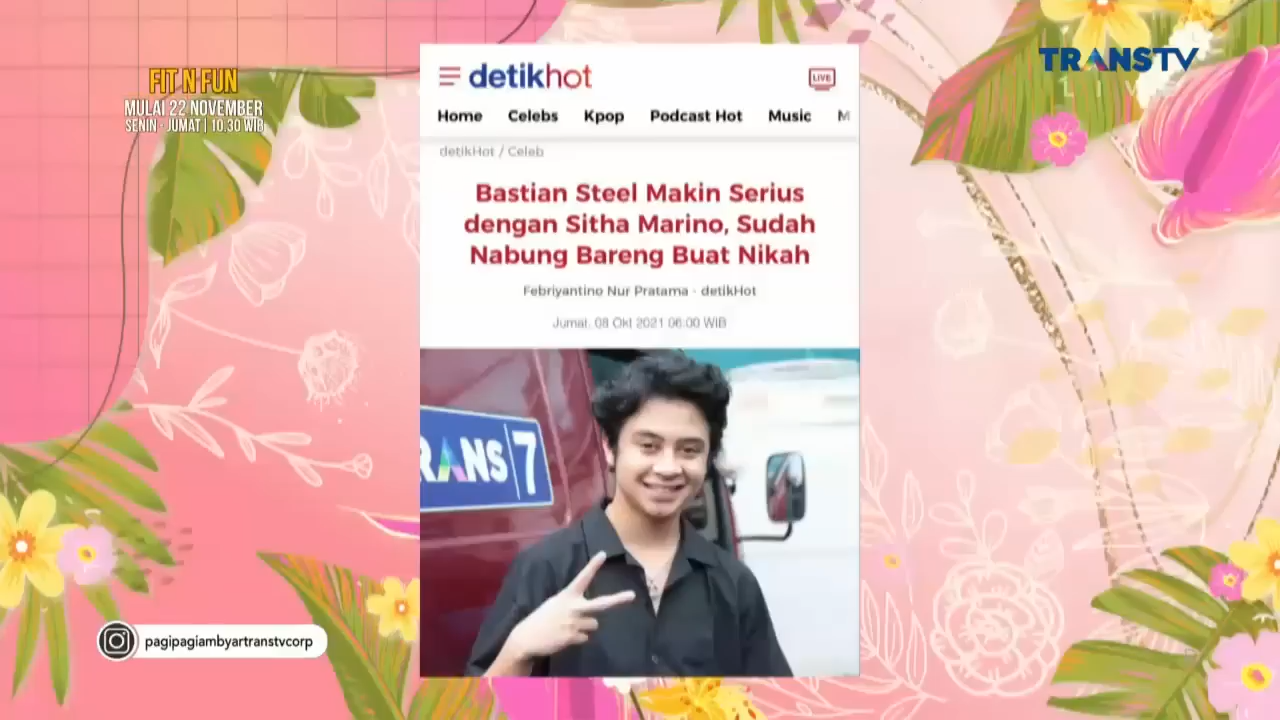 FIT N FUN
MULAI 22 NOVEMBER
SENIN - JUMAT | 10.30 WIB
TRANSTV
LIVE
detikhot
LIVE
Home Celebs Kpop Podcast Hot Music M
detikHot / Celeb
Bastian Steel Makin Serius
dengan Sitha Marino, Sudah
Nabung Bareng Buat Nikah
Febriyantino Nur Pratama - detikHot
Jumat, 08 Okt 2021 06:00 WIB
RANS|7
pagipagiambyartranstvcorp